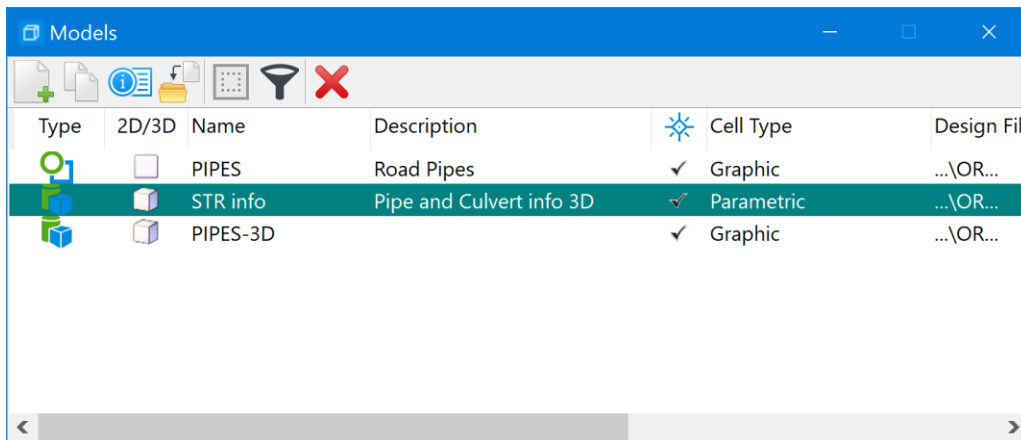 Models
Type 2D/3D Name Description Cell Type Design Fil
PIPES Road Pipes Graphic ...\OR...
STR info Pipe and Culvert info 3D Parametric ...\OR...
PIPES-3D Graphic ...\OR...